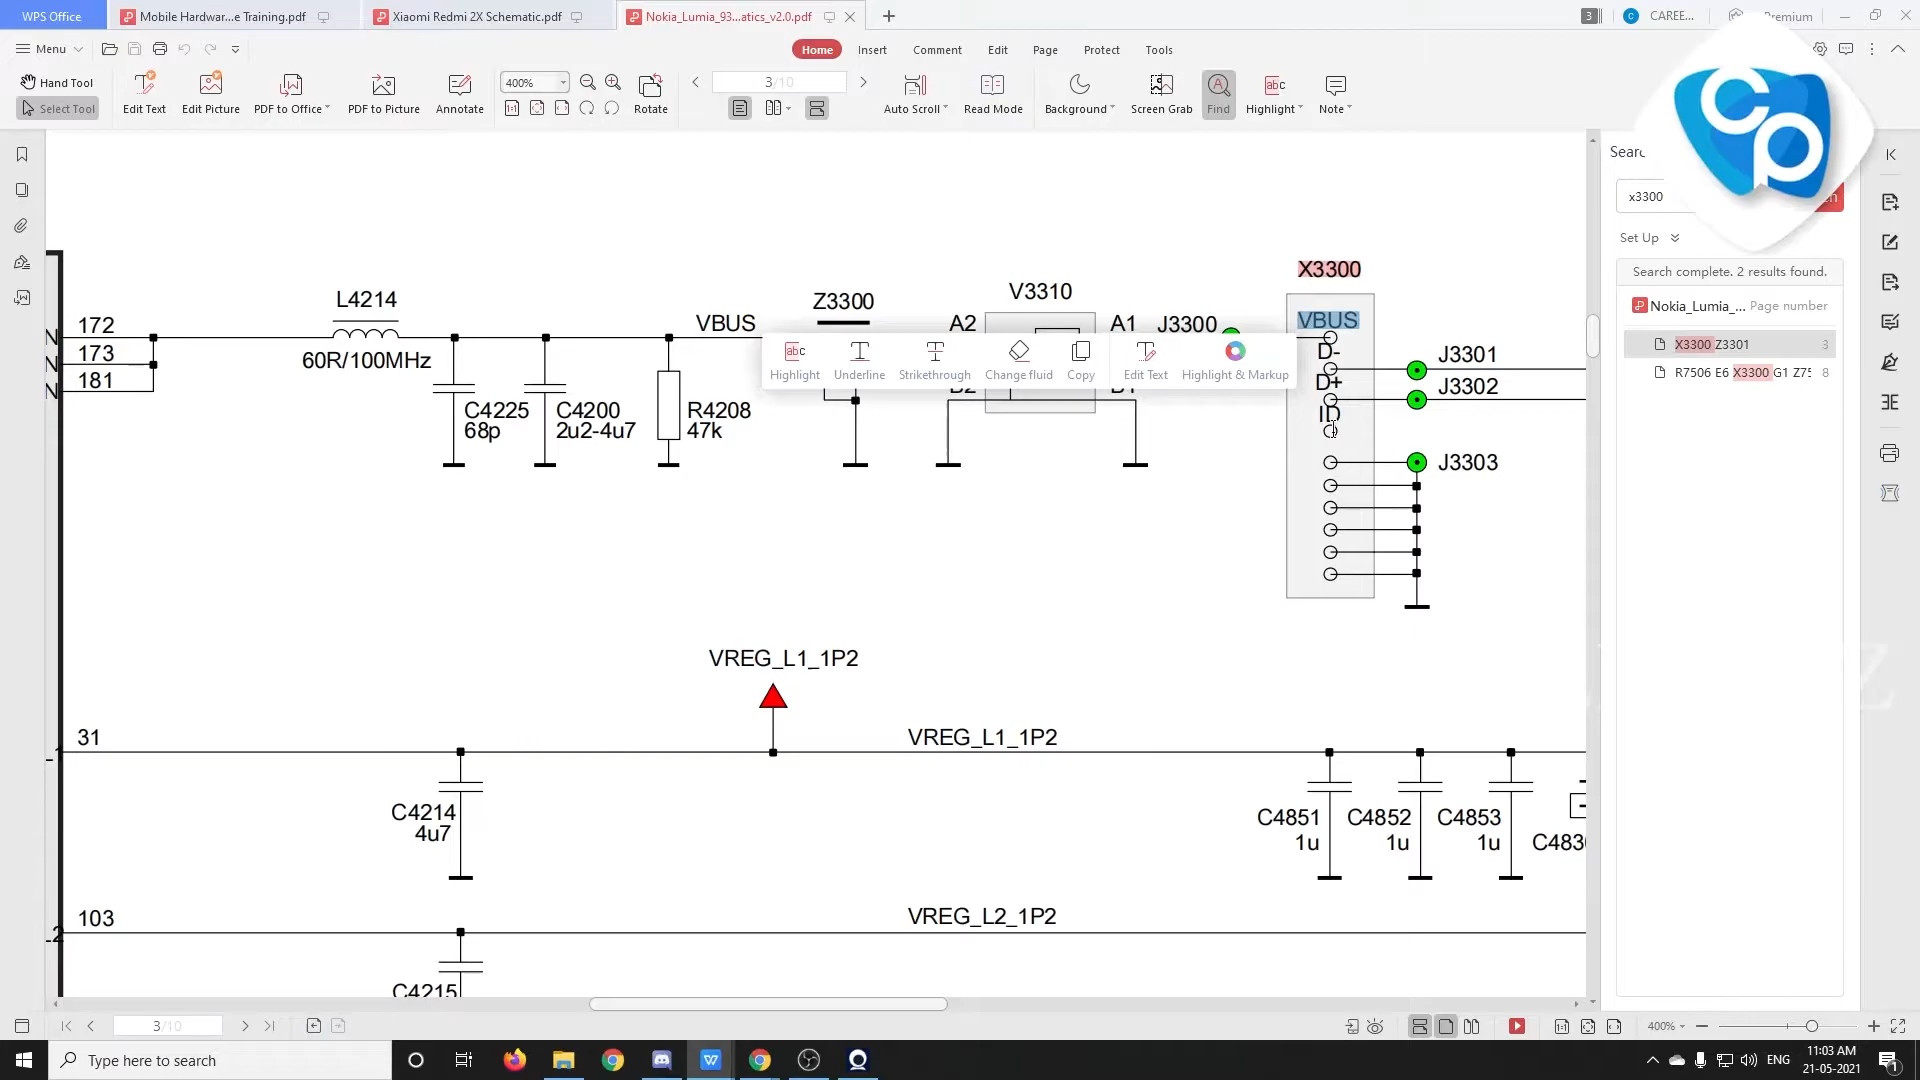 WPS Office
Mobile Hardwar...e Training.pdf
Xiaomi Redmi 2X Schematic.pdf
Nokia_Lumia_93...atics_v2.0.pdf
3
C
CAREE...
Premium
Menu
Home
Insert
Comment
Edit
Page
Protect
Tools
Hand Tool
Select Tool
Edit Text
Edit Picture
PDF to Office
PDF to Picture
Annotate
400%
Rotate
3/10
Auto Scroll
Read Mode
Background
Screen Grab
Find
Highlight
Note
cp
x3300
Set Up
Search complete. 2 results found.
Nokia_Lumia_... Page number
X3300 Z3301 3
R7506 E6 X3300 G1 Z7 8
172
173
181
L4214
60R/100MHz
C4225
68p
C4200
2u2-4u7
R4208
47k
VBUS
Z3300
V3310
A2
A1
J3300
X3300
VBUS
D-
D+
ID
J3301
J3302
J3303
Highlight
Underline
Strikethrough
Change fluid
Copy
Edit Text
Highlight & Markup
VREG_L1_1P2
31
VREG_L1_1P2
C4214
4u7
C4851
1u
C4852
1u
C4853
1u
103
VREG_L2_1P2
C4215
3/10
400%
Type here to search
ENG
11:03 AM
21-05-2021
1